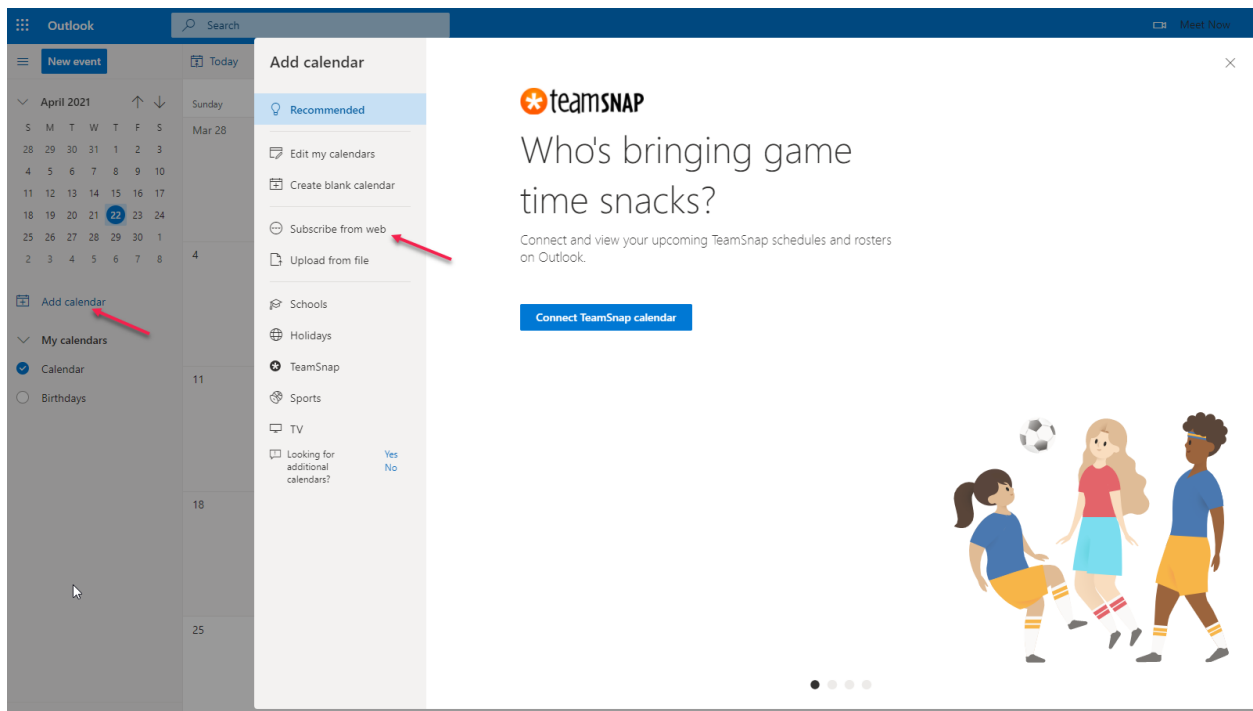 Outlook
Search
Meet Now
New event
Today
April 2021
S M T W T F S
28 29 30 31 1 2 3
4 5 6 7 8 9 10
11 12 13 14 15 16 17
18 19 20 21 22 23 24
25 26 27 28 29 30 1
2 3 4 5 6 7 8
Add calendar
My calendars
Calendar
Birthdays
Sunday
Mar 28
4
11
18
25
Add calendar
Recommended
Edit my calendars
Create blank calendar
Subscribe from web
Upload from file
Schools
Holidays
TeamSnap
Sports
TV
Looking for Yes
additional No
calendars?
teamSNAP
Who's bringing game
time snacks?
Connect and view your upcoming TeamSnap schedules and rosters
on Outlook.
Connect TeamSnap calendar